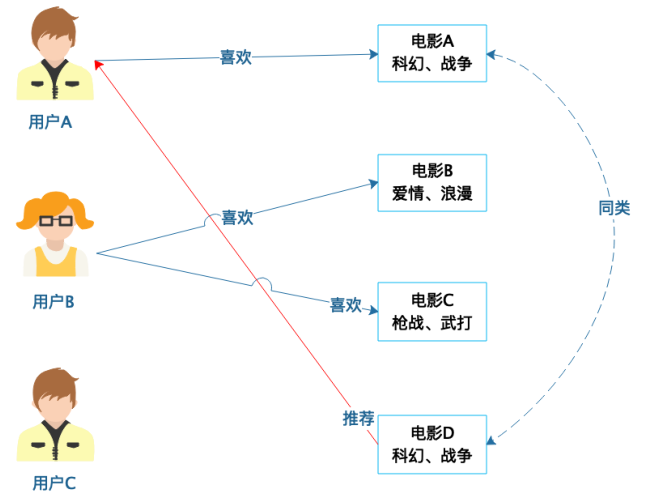 电影A
科幻、战争
喜欢
用户A
电影B
爱情、浪漫
喜欢
同类
用户B
电影C
枪战、武打
喜欢
推荐
电影D
科幻、战争
用户C